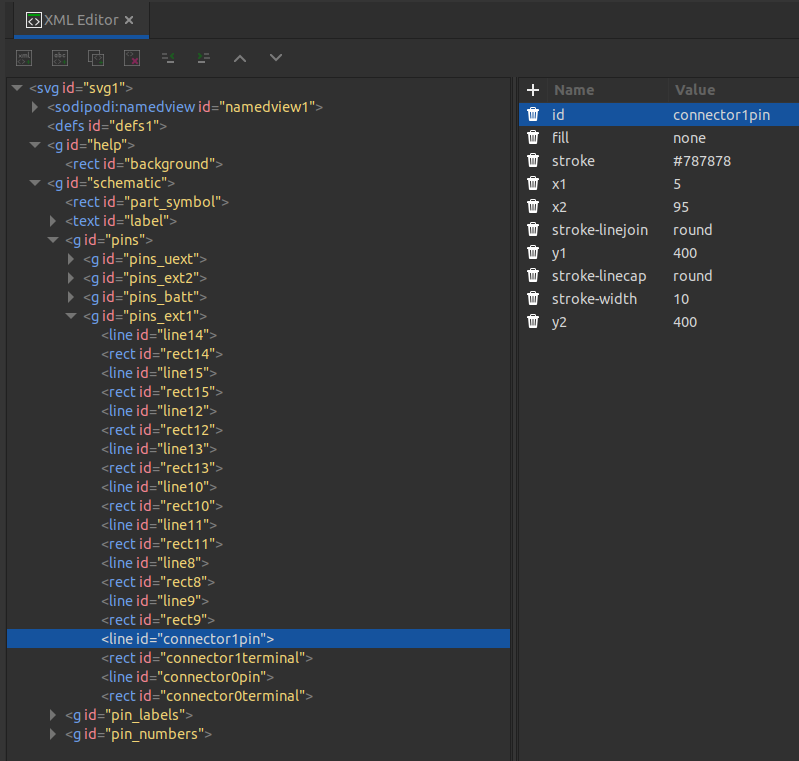 XML Editor ×
<svg id="svg1">
<sodipodi:namedview id="namedview1">
<defs id="defs1">
<g id="help">
<rect id="background">
<g id="schematic">
<rect id="part_symbol">
<text id="label">
<g id="pins">
<g id="pins_uext">
<g id="pins_ext2">
<g id="pins_batt">
<g id="pins_ext1">
<line id="line14">
<rect id="rect14">
<line id="line15">
<rect id="rect15">
<line id="line12">
<rect id="rect12">
<line id="line13">
<rect id="rect13">
<line id="line10">
<rect id="rect10">
<line id="line11">
<rect id="rect11">
<line id="line8">
<rect id="rect8">
<line id="line9">
<rect id="rect9">
<line id="connector1pin">
<rect id="connector1terminal">
<line id="connector0pin">
<rect id="connector0terminal">
<g id="pin_labels">
<g id="pin_numbers">
+ Name Value
id connector1pin
fill none
stroke #787878
x1 5
x2 95
stroke-linejoin round
y1 400
stroke-linecap round
stroke-width 10
y2 400